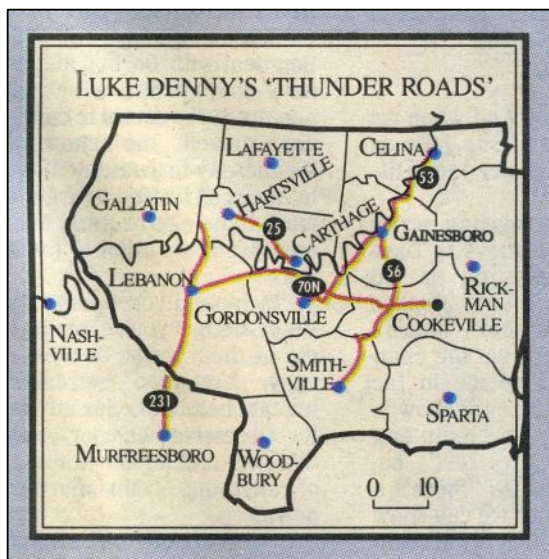 LUKE DENNY'S 'THUNDER ROADS'
LAFAYETTE
CELINA
53
HARTSVILLE
GALLATIN
25
CARTHAGE
GAINESBORO
LEBANON
70N
56
RICK-
MAN
GORDONSVILLE
COOKEVILLE
NASH-
VILLE
SMITH-
VILLE
231
SPARTA
MURFREESBORO
WOOD-
BURY
0 10